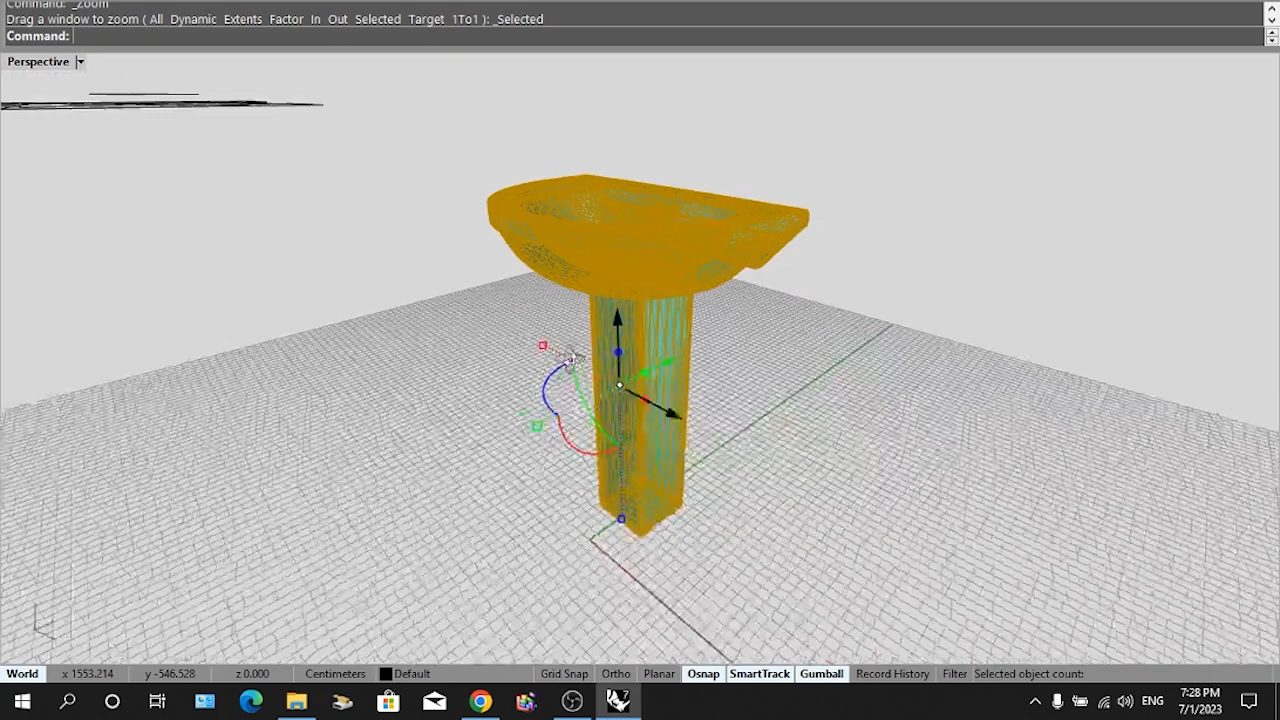 Command: _Zoom
Drag a window to zoom ( All Dynamic Extents Factor In Out Selected Target 1To1 ): _Selected
Command:
Perspective
World x 1553.214 y -546.528 z 0.000 Centimeters Default Grid Snap Ortho Planar Osnap SmartTrack Gumball Record History Filter Selected object count:
ENG 7:28 PM
7/1/2023